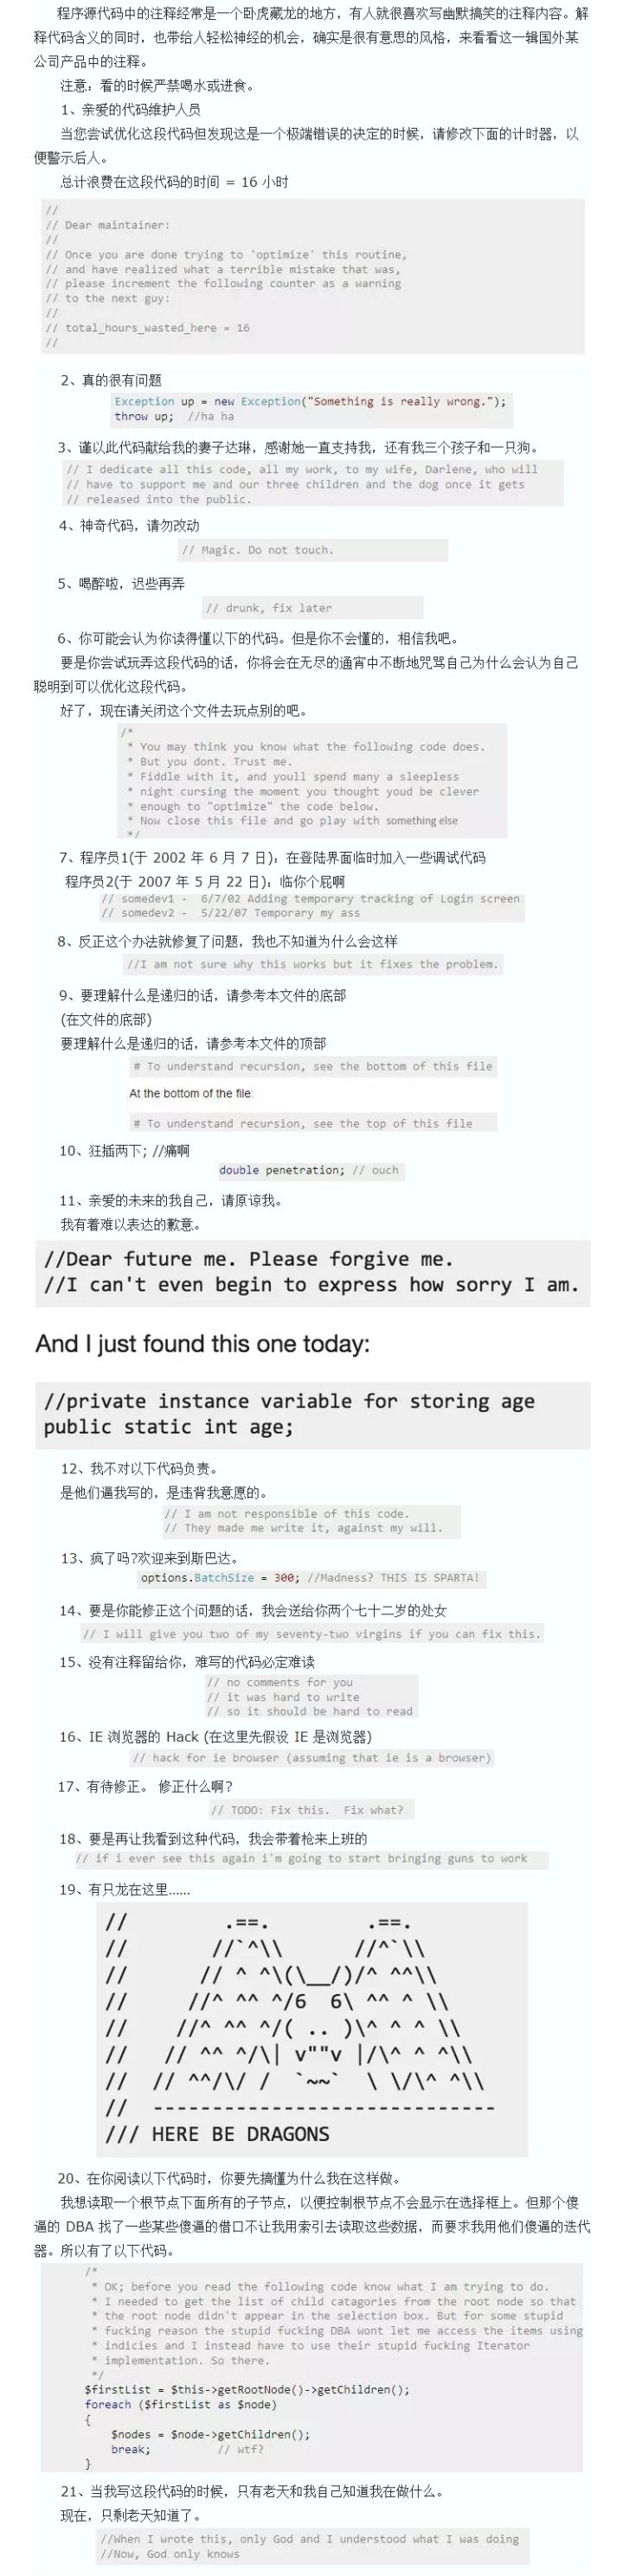 程序源代码中的注释经常是一个卧虎藏龙的地方，有人就很喜欢写幽默搞笑的注释内容。解
释代码含义的同时，也带给人轻松神经的机会，确实是很有意思的风格，来看看这一辑国外某
公司产品中的注释。
注意：看的时候严禁喝水或进食。
1、亲爱的代码维护人员
当您尝试优化这段代码但发现这是一个极端错误的决定的时候，请修改下面的计时器，以
便警示后人。
总计浪费在这段代码的时间 = 16 小时
//
// Dear maintainer:
//
// Once you are done trying to 'optimize' this routine,
// and have realized what a terrible mistake that was,
// please increment the following counter as a warning
// to the next guy:
//
// total_hours_wasted_here = 16
//
2、真的很有问题
Exception up = new Exception("Something is really wrong.");
throw up;  //ha ha
3、谨以此代码献给我的妻子达琳，感谢她一直支持我，还有我三个孩子和一只狗。
// I dedicate all this code, all my work, to my wife, Darlene, who will
// have to support me and our three children and the dog once it gets
// released into the public.
4、神奇代码，请勿改动
// Magic. Do not touch.
5、喝醉啦，迟些再弄
// drunk, fix later
6、你可能会认为你读得懂以下的代码。但是你不会懂的，相信我吧。
要是你尝试玩弄这段代码的话，你将会在无尽的通宵中不断地咒骂自己为什么会认为自己
聪明到可以优化这段代码。
好了，现在请关闭这个文件去玩点别的吧。
/*
* You may think you know what the following code does.
* But you dont. Trust me.
* Fiddle with it, and youll spend many a sleepless
* night cursing the moment you thought youd be clever
* enough to "optimize" the code below.
* Now close this file and go play with something else
*/
7、程序员1(于 2002 年 6 月 7 日)：在登陆界面临时加入一些调试代码
程序员2(于 2007 年 5 月 22 日)：临你个屁啊
// somedev1 -  6/7/02 Adding temporary tracking of Login screen
// somedev2 -  5/22/07 Temporary my ass
8、反正这个办法就修复了问题，我也不知道为什么会这样
//I am not sure why this works but it fixes the problem.
9、要理解什么是递归的话，请参考本文件的底部
(在文件的底部)
要理解什么是递归的话，请参考本文件的顶部
# To understand recursion, see the bottom of this file
At the bottom of the file:
# To understand recursion, see the top of this file
10、狂插两下; //痛啊
double penetration; // ouch
11、亲爱的未来的我自己，请原谅我。
我有着难以表达的歉意。
//Dear future me. Please forgive me.
//I can't even begin to express how sorry I am.
And I just found this one today:
//private instance variable for storing age
public static int age;
12、我不对以下代码负责。
是他们逼我写的，是违背我意愿的。
// I am not responsible of this code.
// They made me write it, against my will.
13、疯了吗?欢迎来到斯巴达。
options.BatchSize = 300; //Madness? THIS IS SPARTA!
14、要是你能修正这个问题的话，我会送给你两个七十二岁的处女
// I will give you two of my seventy-two virgins if you can fix this.
15、没有注释留给你，难写的代码必定难读
// no comments for you
// it was hard to write
// so it should be hard to read
16、IE 浏览器的 Hack (在这里先假设 IE 是浏览器)
// hack for ie browser (assuming that ie is a browser)
17、有待修正。 修正什么啊?
// TODO: Fix this.  Fix what?
18、要是再让我看到这种代码，我会带着枪来上班的
// if i ever see this again i'm going to start bringing guns to work
19、有只龙在这里......
//          .==.          .==.
//         //`^\\        //^`\\
//        // ^ ^\(\__/)/^ ^^\\
//       //^ ^^ ^/6  6\ ^^ ^ \\
//      //^ ^^ ^/( .. )\^ ^ ^ \\
//     // ^^ ^/\| v""v |/\^ ^ ^\\
//    // ^^/\/ /  `~~`  \ \/\^ ^\\
//    -----------------------------
/// HERE BE DRAGONS
20、在你阅读以下代码时，你要先搞懂为什么我在这样做。
我想读取一个根节点下面所有的子节点，以便控制根节点不会显示在选择框上。但那个傻
逼的 DBA 找了一些某些傻逼的借口不让我用索引去读取这些数据，而要求我用他们傻逼的迭代
器。所以有了以下代码。
/*
* OK; before you read the following code know what I am trying to do.
* I needed to get the list of child catagories from the root node so that
* the root node didn't appear in the selection box. But for some stupid
* fucking reason the stupid fucking DBA wont let me access the items using
* indicies and I instead have to use their stupid fucking Iterator
* implementation. So there.
*/
$firstList = $this->getRootNode()->getChildren();
foreach ($firstList as $node)
{
$nodes = $node->getChildren();
break;          // wtf?
}
21、当我写这段代码的时候，只有老天和我自己知道我在做什么。
现在，只剩老天知道了。
//When I wrote this, only God and I understood what I was doing
//Now, God only knows